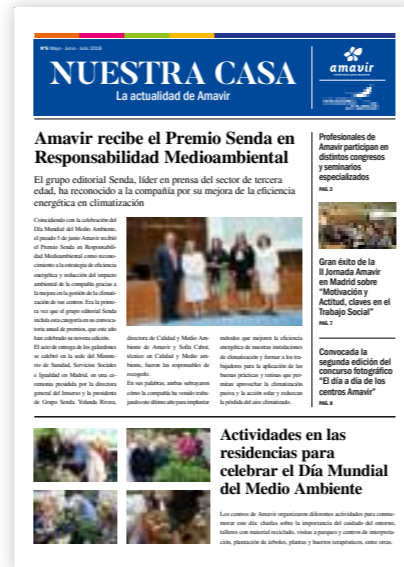 Nº5 Mayo - Junio - Julio 2018
NUESTRA CASA
La actualidad de Amavir
amavir
Amavir recibe el Premio Senda en
Responsabilidad Medioambiental
El grupo editorial Senda, líder en prensa del sector de tercera
edad, ha reconocido a la compañía por su mejora de la eficiencia
energética en climatización
Coincidiendo con la celebración del
Día Mundial del Medio Ambiente,
el pasado 5 de junio Amavir recibió
el Premio Senda en Responsabili-
dad Medioambiental como recono-
cimiento a la estrategia de eficiencia
energética y reducción del impacto
ambiental de la compañía gracias a
la mejora en la gestión de la climati-
zación de sus centros. Era la prime-
ra vez que el grupo editorial Senda
incluía esta categoría en su convoca-
toria anual de premios, que este año
han celebrado su novena edición.
El acto de entrega de los galardones
se celebró en la sede del Ministe-
rio de Sanidad, Servicios Sociales
e Igualdad en Madrid, en una ce-
remonia presidida por la directora
general del Imserso y la presidenta
de Grupo Senda. Yolanda Rivera,
directora de Calidad y Medio Am-
biente de Amavir y Sofía Cabot,
técnico en Calidad y Medio am-
biente, fueron las responsables de
recogerlo.
En sus palabras, ambas subrayaron
cómo la compañía ha venido traba-
jando este último año para implantar
métodos que mejoren la eficiencia
energética de nuestras instalaciones
de climatización y formar a los tra-
bajadores para la aplicación de las
buenas prácticas y rutinas que per-
mitan aprovechar la climatización
pasiva y la acción solar y reduzcan
la pérdida del aire climatizado.
Profesionales de
Amavir participan en
distintos congresos
y seminarios
especializados
PAG. 2
Gran éxito de la
II Jornada Amavir
en Madrid sobre
"Motivación y
Actitud, claves en el
Trabajo Social"
PAG. 7
Convocada la
segunda edición del
concurso fotográfico
"El día a día de los
centros Amavir"
PAG. 8
Actividades en las
residencias para
celebrar el Día Mundial
del Medio Ambiente
Los centros de Amavir organizaron diferentes actividades para conme-
morar este día: charlas sobre la importancia del cuidado del entorno,
talleres con material reciclado, visitas a parques y centros de interpreta-
ción, plantación de árboles, plantas y huertos terapéuticos, entre otras.